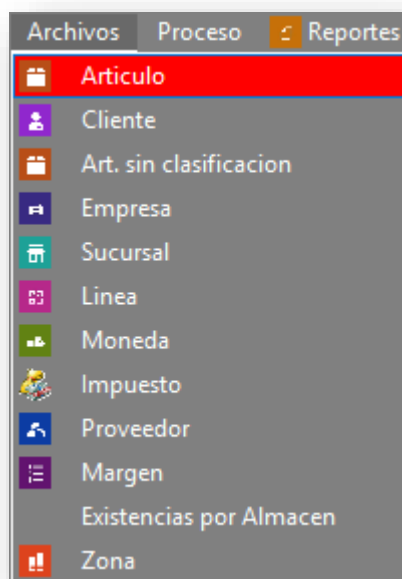 Archivos Proceso Reportes
Articulo
Cliente
Art. sin clasificacion
Empresa
Sucursal
Linea
Moneda
Impuesto
Proveedor
Margen
Existencias por Almacen
Zona